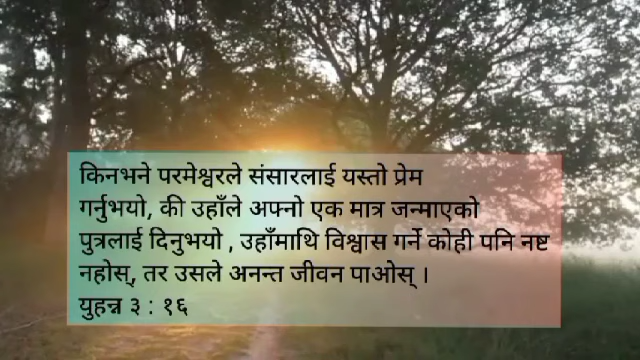 किनभने परमेश्वरले संसारलाई यस्तो प्रेम
गर्नुभयो, की उहाँले अफ्नो एक मात्र जन्माएको
पुत्रलाई दिनुभयो , उहाँमाथि विश्वास गर्ने कोही पनि नष्ट
नहोस्, तर उसले अनन्त जीवन पाओस् ।
युहन्न ३ : १६